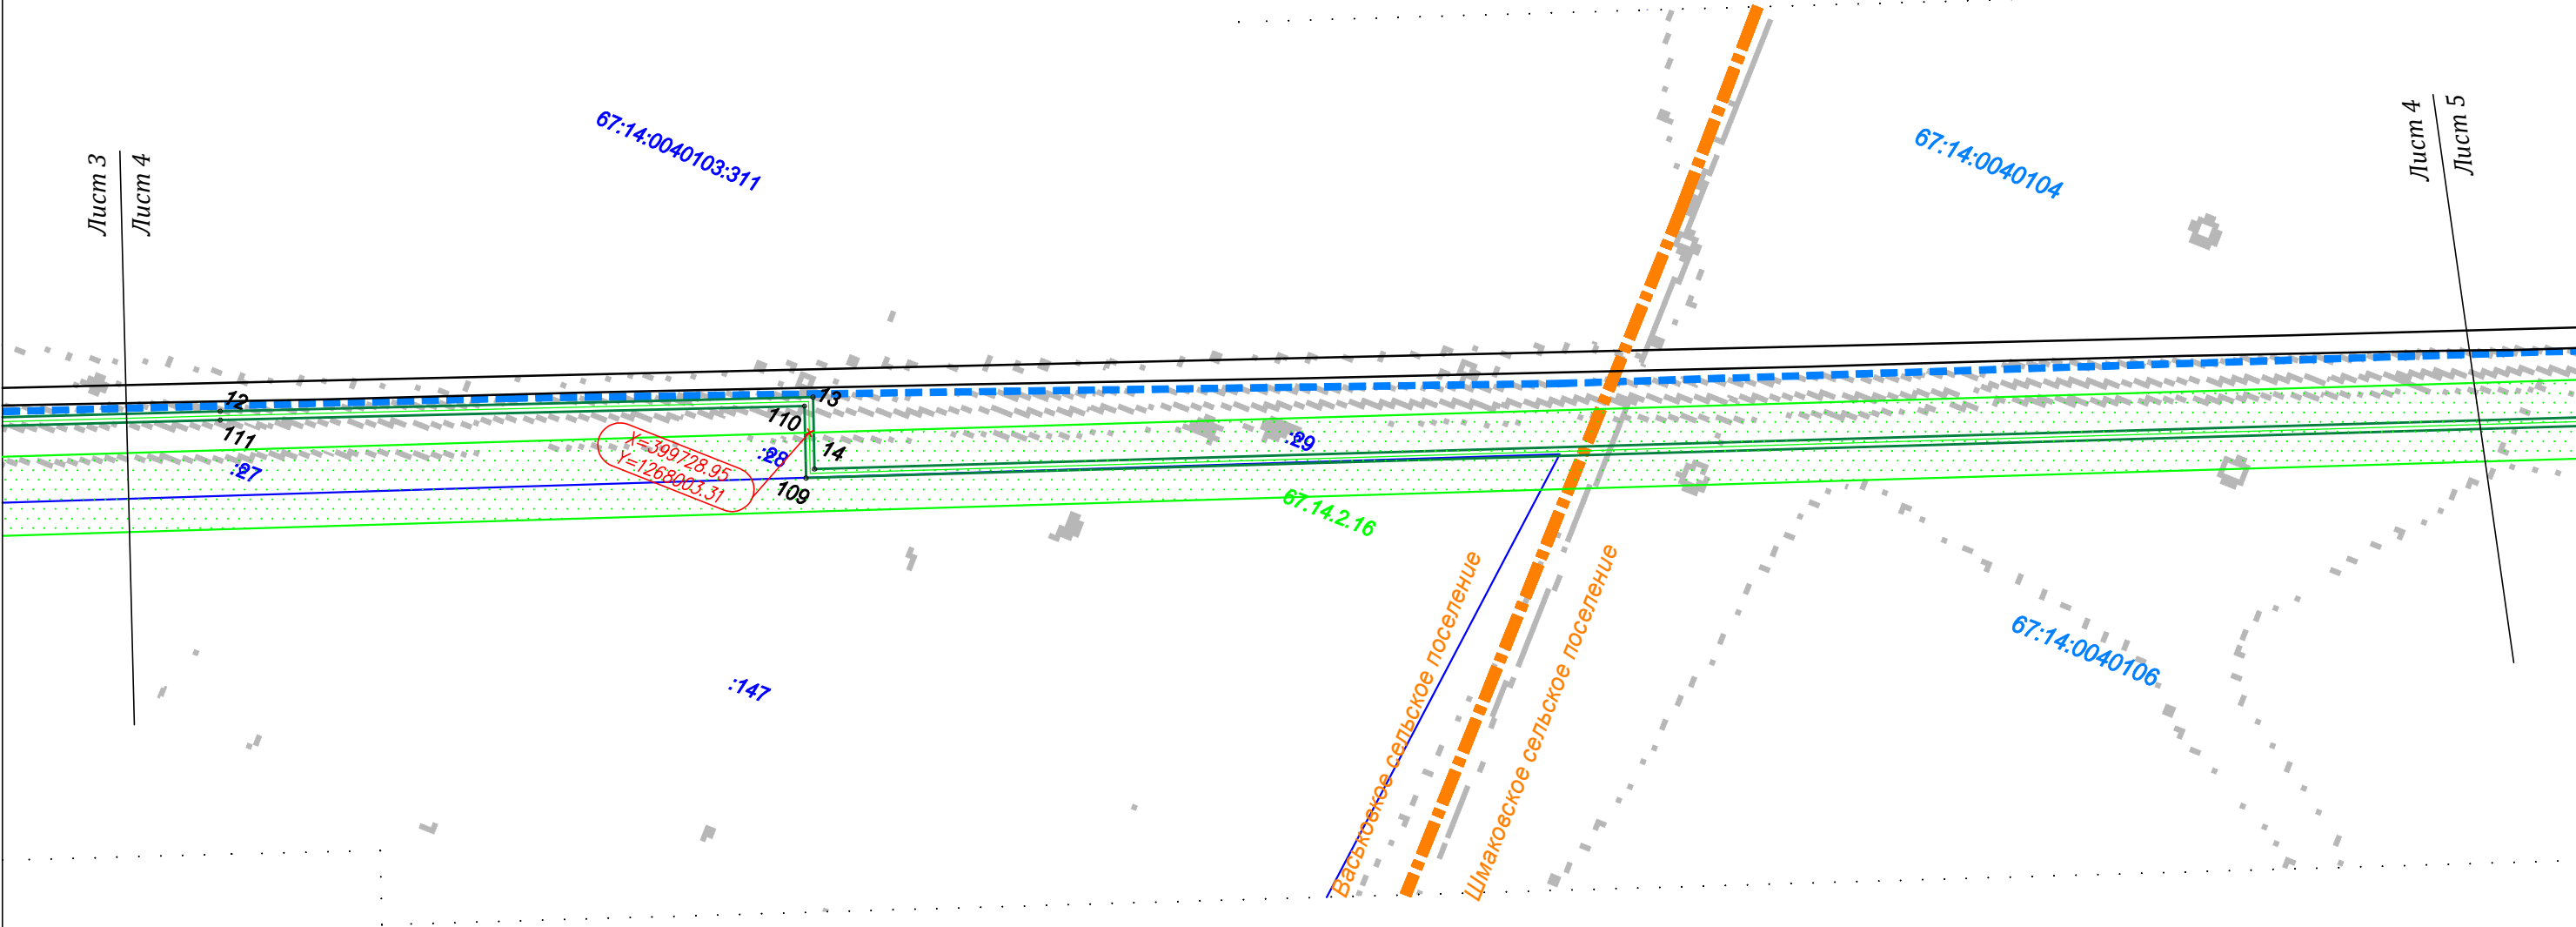 Лист 3
Лист 4
67:14:0040103:311
67:14:0040104
Лист 4
Лист 5
12
13
110
111
14
:27
:28
:29
X=399728.95
Y=1268003.31
109
67.14.2.16
Васьковское сельское поселение
Шмаковское сельское поселение
67:14:0040106
:147